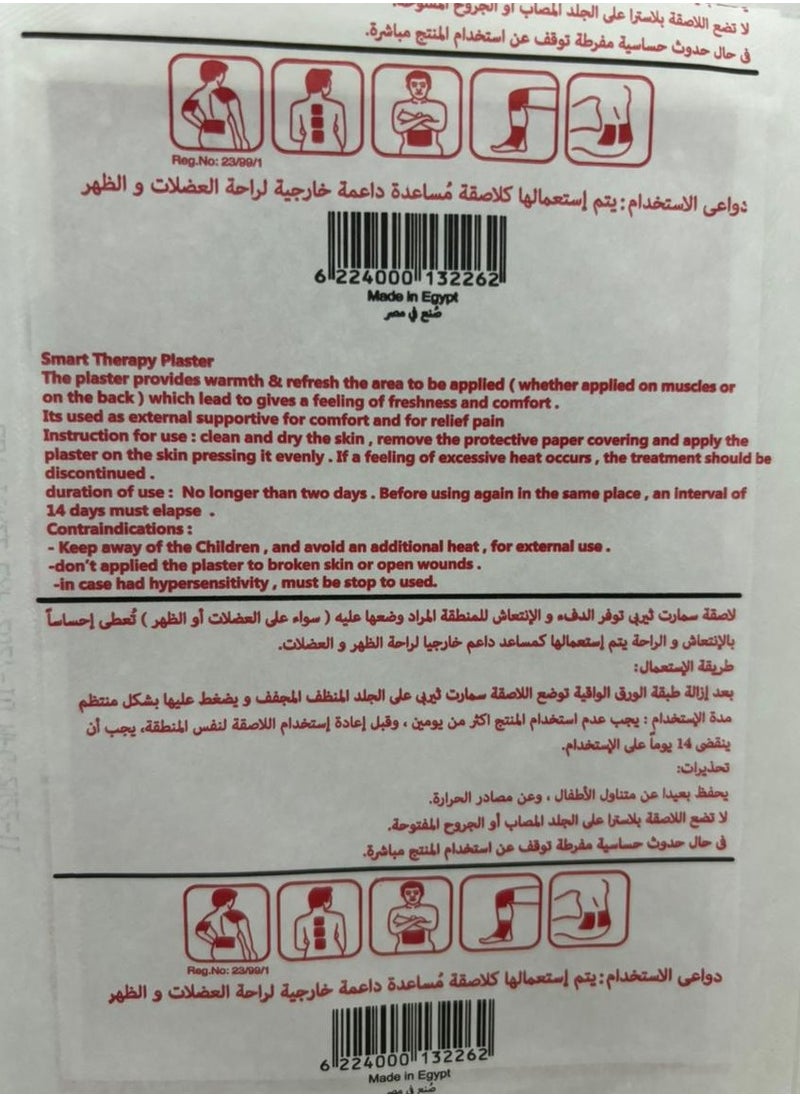 لا تضع اللاصقة بلاسترا على الجلد المصاب أو الجروح المفتوحة.
فى حال حدوث حساسية مفرطة توقف عن استخدام المنتج مباشرة.
Reg.No: 23/99/1
دواعى الاستخدام: يتم إستعمالها كلاصقة مُساعدة داعمة خارجية لراحة العضلات و الظهر
6 224000 132262
Made in Egypt
صُنع في مصر
Smart Therapy Plaster
The plaster provides warmth & refresh the area to be applied ( whether applied on muscles or
on the back ) which lead to gives a feeling of freshness and comfort .
Its used as external supportive for comfort and for relief pain
Instruction for use : clean and dry the skin , remove the protective paper covering and apply the
plaster on the skin pressing it evenly . If a feeling of excessive heat occurs , the treatment should be
discontinued .
duration of use : No longer than two days . Before using again in the same place , an interval of
14 days must elapse .
Contraindications :
- Keep away of the Children , and avoid an additional heat , for external use .
-don't applied the plaster to broken skin or open wounds .
-in case had hypersensitivity , must be stop to used.
لاصقة سمارت ثيربى توفر الدفء و الإنتعاش للمنطقة المراد وضعها عليه ( سواء على العضلات أو الظهر ) تُعطى إحساساً
بالإنتعاش و الراحة يتم إستعمالها كمساعد داعم خارجيا لراحة الظهر و العضلات.
طريقة الإستعمال:
بعد إزالة طبقة الورق الواقية توضع اللاصقة سمارت ثيربى على الجلد المنظف المجفف و يضغط عليها بشكل منتظم
مدة الإستخدام : يجب عدم استخدام المنتج اكثر من يومين ، وقبل إعادة إستخدام اللاصقة لنفس المنطقة، يجب أن
ينقضى 14 يوماً على الإستخدام.
تحذيرات:
يحفظ بعيدا عن متناول الأطفال ، وعن مصادر الحرارة.
لا تضع اللاصقة بلاسترا على الجلد المصاب أو الجروح المفتوحة.
فى حال حدوث حساسية مفرطة توقف عن استخدام المنتج مباشرة.
Reg.No: 23/99/1
دواعى الاستخدام: يتم إستعمالها كلاصقة مُساعدة داعمة خارجية لراحة العضلات و الظهر
6 224000 132262
Made in Egypt
صُنع في مصر